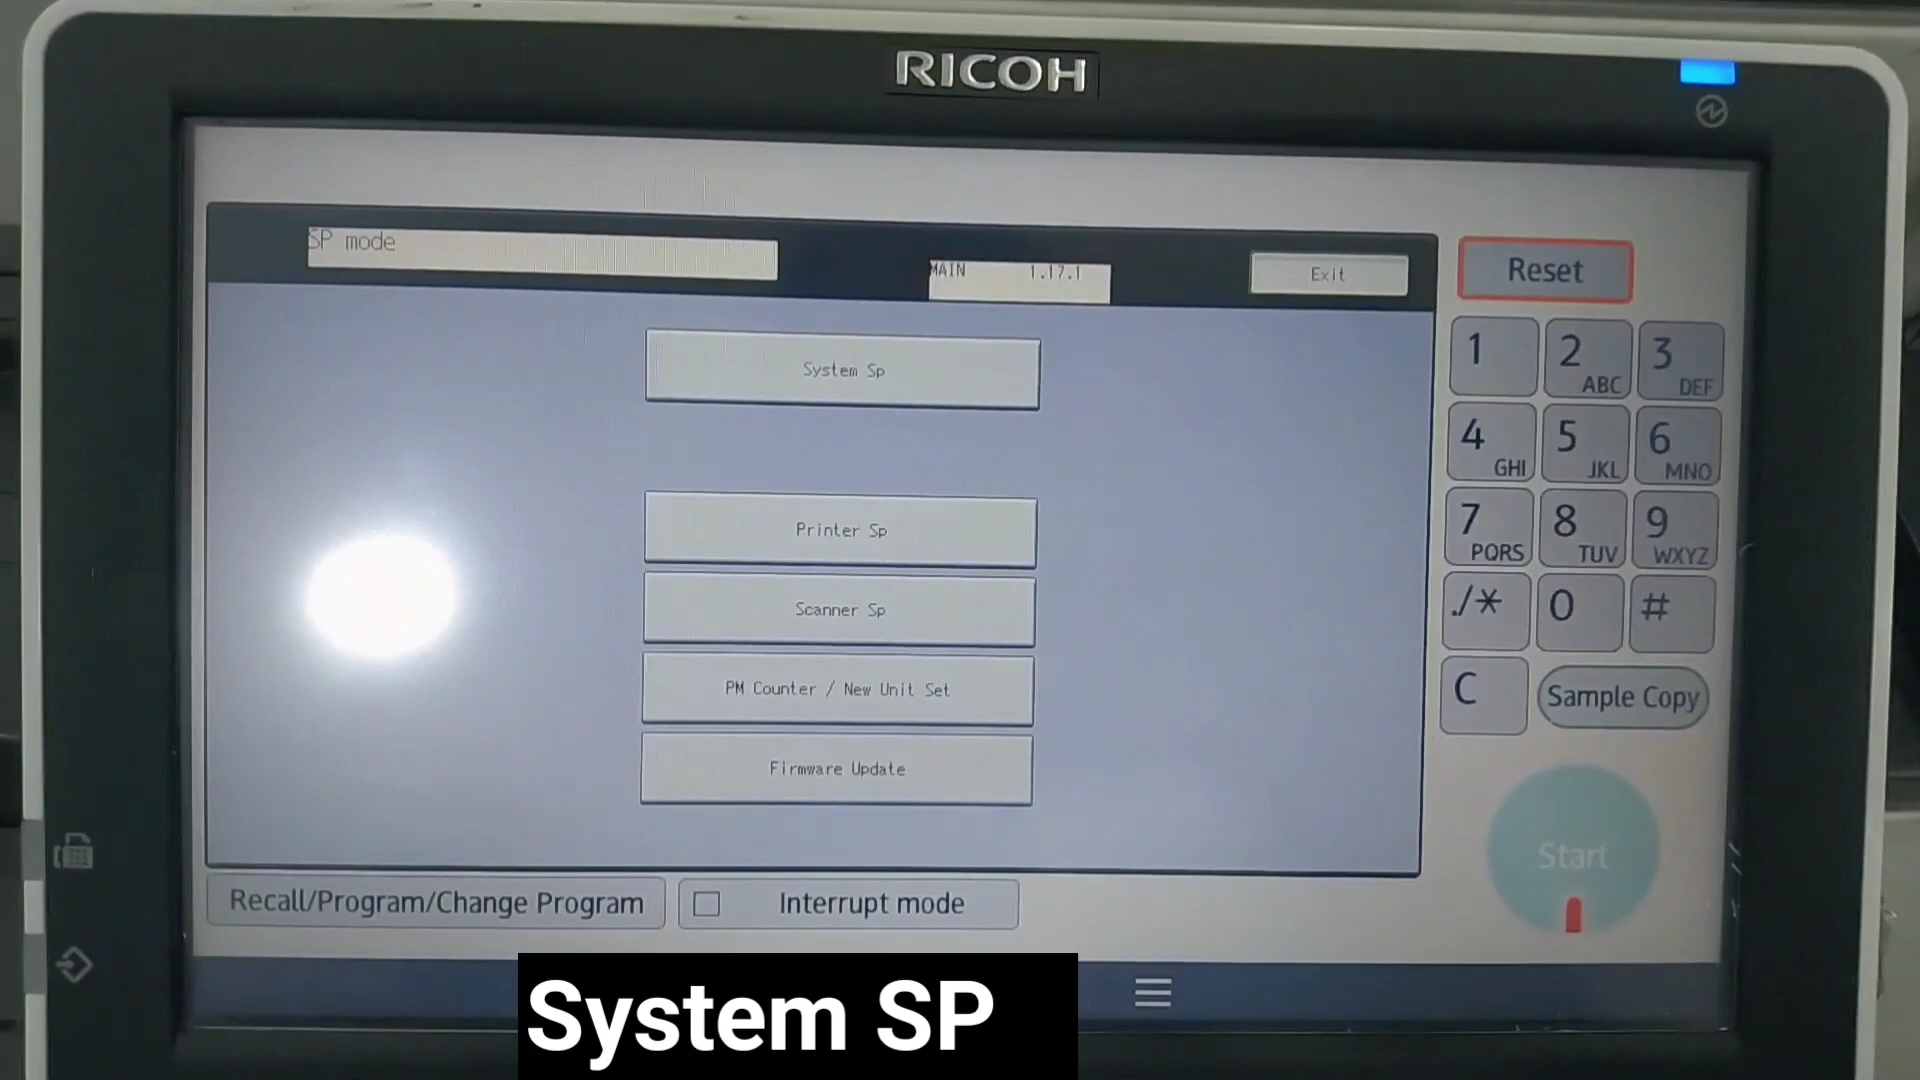 RICOH
SP mode
MAIN 1.17.1
Exit
Reset
System Sp
1
2 ABC
3 DEF
4 GHI
5 JKL
6 MNO
Printer Sp
7 PQRS
8 TUV
9 WXYZ
Scanner Sp
./*
0
#
PM Counter / New Unit Set
C
Sample Copy
Firmware Update
Start
Recall/Program/Change Program
Interrupt mode
System SP